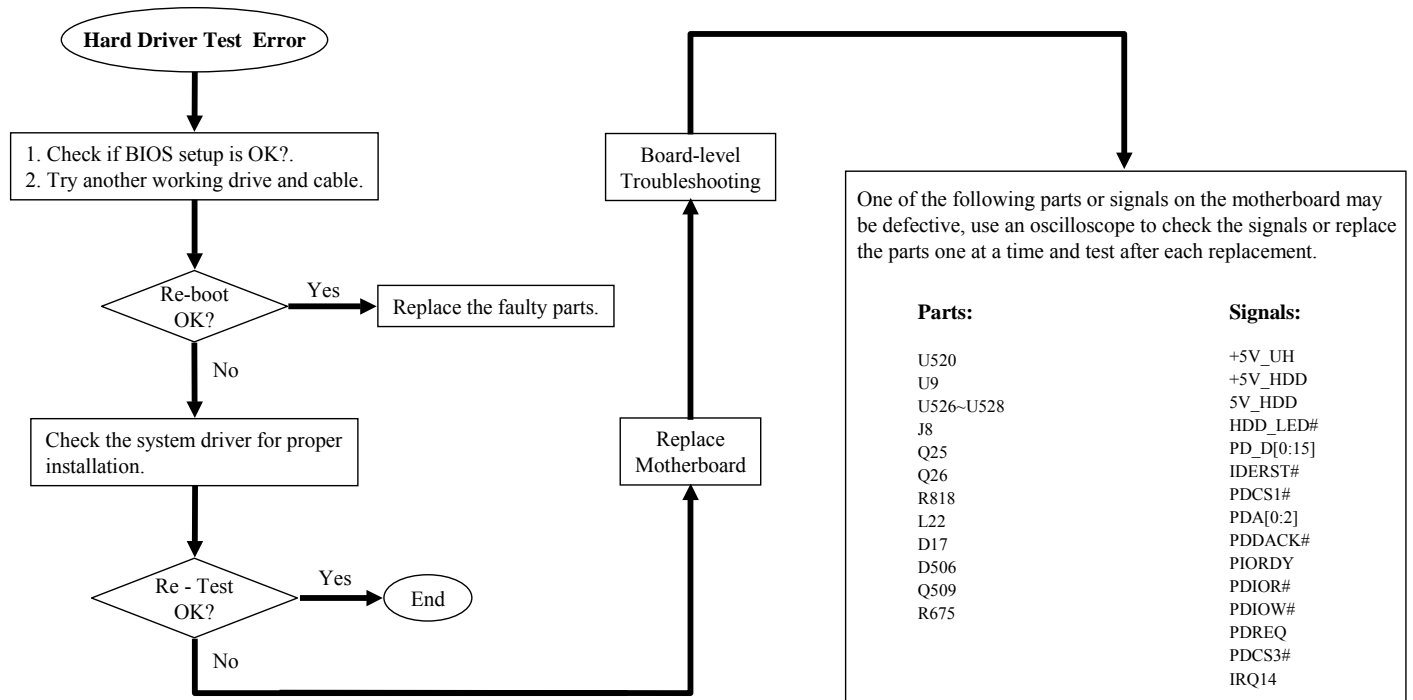 Hard Driver Test  Error
1. Check if BIOS setup is OK?.
2. Try another working drive and cable.
Re-boot
OK?
Yes
Replace the faulty parts.
No
Check the system driver for proper
installation.
Re - Test
OK?
Yes
End
No
Replace
Motherboard
Board-level
Troubleshooting
One of the following parts or signals on the motherboard may
be defective, use an oscilloscope to check the signals or replace
the parts one at a time and test after each replacement.
Parts:
U520
U9
U526~U528
J8
Q25
Q26
R818
L22
D17
D506
Q509
R675
Signals:
+5V_UH
+5V_HDD
5V_HDD
HDD_LED#
PD_D[0:15]
IDERST#
PDCS1#
PDA[0:2]
PDDACK#
PIORDY
PDIOR#
PDIOW#
PDREQ
PDCS3#
IRQ14